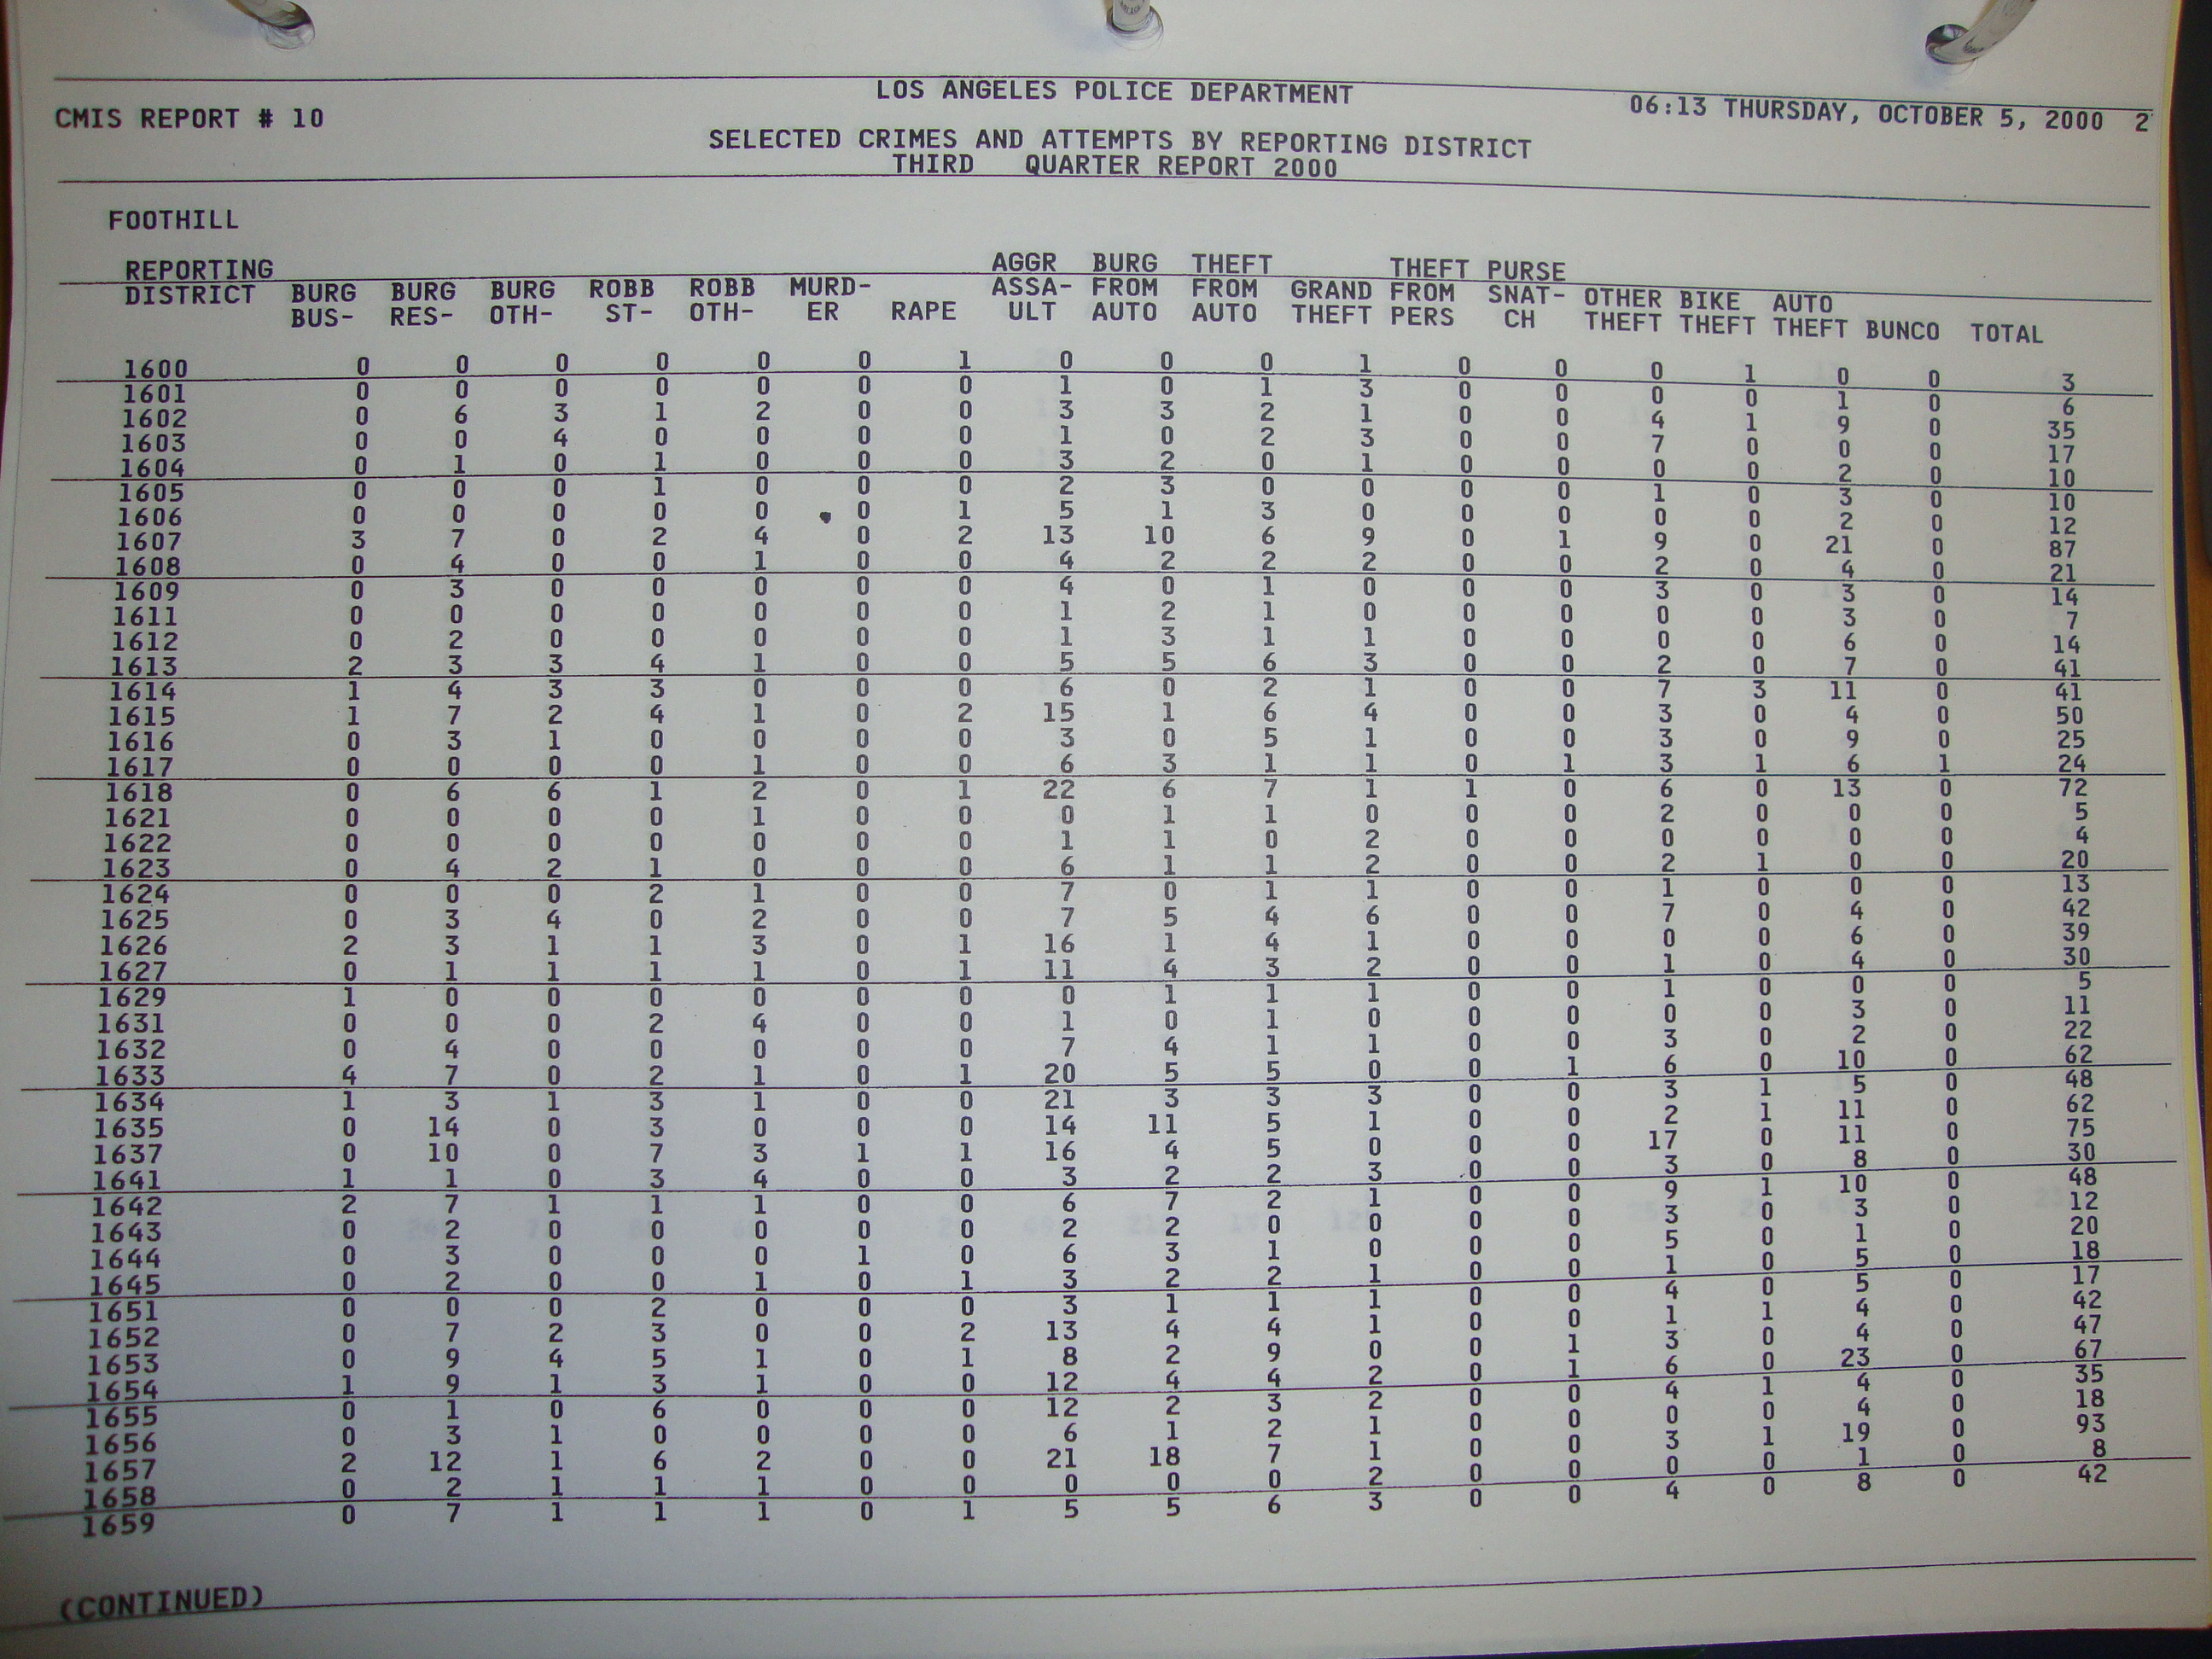 LOS ANGELES POLICE DEPARTMENT
CMIS REPORT # 10 06:13 THURSDAY, OCTOBER 5, 2000 2
SELECTED CRIMES AND ATTEMPTS BY REPORTING DISTRICT
THIRD QUARTER REPORT 2000
FOOTHILL
REPORTING AGGR BURG THEFT THEFT PURSE
DISTRICT BURG BURG BURG ROBB ROBB MURD- ASSA- FROM FROM GRAND FROM SNAT- OTHER BIKE AUTO
BUS- RES- OTH- ST- OTH- ER RAPE ULT AUTO AUTO THEFT PERS CH THEFT THEFT THEFT BUNCO TOTAL
1600 0 0 0 0 0 0 1 0 0 0 1 0 0 0 1 0 0 3
1601 0 0 0 0 0 0 0 1 0 1 3 0 0 0 0 1 0 6
1602 0 6 3 1 2 0 0 3 3 2 1 0 0 4 1 9 0 35
1603 0 0 4 0 0 0 0 1 0 2 3 0 0 7 0 0 0 17
1604 0 1 0 1 0 0 0 3 2 0 1 0 0 0 0 2 0 10
1605 0 0 0 1 0 0 0 2 3 0 0 0 0 1 0 3 0 10
1606 0 0 0 0 0 0 1 5 1 3 0 0 0 0 0 2 0 12
1607 3 7 0 2 4 0 2 13 10 6 9 0 1 9 0 21 0 87
1608 0 4 0 0 1 0 0 4 2 2 2 0 0 2 0 4 0 21
1609 0 3 0 0 0 0 0 4 0 1 0 0 0 3 0 3 0 14
1611 0 0 0 0 0 0 0 1 2 1 0 0 0 0 0 3 0 7
1612 0 2 0 0 0 0 0 1 3 1 1 0 0 0 0 6 0 14
1613 2 3 3 4 1 0 0 5 5 6 3 0 0 2 0 7 0 41
1614 1 4 3 3 0 0 0 6 0 2 1 0 0 7 3 11 0 41
1615 1 7 2 4 1 0 2 15 1 6 4 0 0 3 0 4 0 50
1616 0 3 1 0 0 0 0 3 0 5 1 0 0 3 0 9 0 25
1617 0 0 0 0 1 0 0 6 3 1 1 0 1 3 1 6 1 24
1618 0 6 6 1 2 0 1 22 6 7 1 1 0 6 0 13 0 72
1621 0 0 0 0 1 0 0 0 1 1 0 0 0 2 0 0 0 5
1622 0 0 0 0 0 0 0 1 1 0 2 0 0 0 0 0 0 4
1623 0 4 2 1 0 0 0 6 1 1 2 0 0 2 1 0 0 20
1624 0 0 0 2 1 0 0 7 0 1 1 0 0 1 0 0 0 13
1625 0 3 4 0 2 0 0 7 5 4 6 0 0 7 0 4 0 42
1626 2 3 1 1 3 0 1 16 1 4 1 0 0 0 0 6 0 39
1627 0 1 1 1 1 0 1 11 4 3 2 0 0 1 0 4 0 30
1629 1 0 0 0 0 0 0 0 1 1 1 0 0 1 0 0 0 5
1631 0 0 0 2 4 0 0 1 0 1 0 0 0 0 0 3 0 11
1632 0 4 0 0 0 0 0 7 4 1 1 0 0 3 0 2 0 22
1633 4 7 0 2 1 0 1 20 5 5 0 0 1 6 0 10 0 62
1634 1 3 1 3 1 0 0 21 3 3 3 0 0 3 1 5 0 48
1635 0 14 0 3 0 0 0 14 11 5 1 0 0 2 1 11 0 62
1637 0 10 0 7 3 1 1 16 4 5 0 0 0 17 0 11 0 75
1641 1 1 0 3 4 0 0 3 2 2 3 0 0 3 0 8 0 30
1642 2 7 1 1 1 0 0 6 7 2 1 0 0 9 1 10 0 48
1643 0 2 0 0 0 0 0 2 2 0 0 0 0 3 0 3 0 12
1644 0 3 0 0 0 1 0 6 3 1 0 0 0 5 0 1 0 20
1645 0 2 0 0 1 0 1 3 2 2 1 0 0 1 0 5 0 18
1651 0 0 0 2 0 0 0 3 1 1 1 0 0 4 0 5 0 17
1652 0 7 2 3 0 0 2 13 4 4 1 0 0 1 1 4 0 42
1653 0 9 4 5 1 0 1 8 2 9 0 0 1 3 0 4 0 47
1654 1 9 1 3 1 0 0 12 4 4 2 0 1 6 0 23 0 67
1655 0 1 0 6 0 0 0 12 2 3 2 0 0 4 1 4 0 35
1656 0 3 1 0 0 0 0 6 1 2 1 0 0 0 0 4 0 18
1657 2 12 1 6 2 0 0 21 18 7 1 0 0 3 1 19 0 93
1658 0 2 1 1 1 0 0 0 0 0 2 0 0 0 0 1 0 8
1659 0 7 1 1 1 0 1 5 5 6 3 0 0 4 0 8 0 42
(CONTINUED)